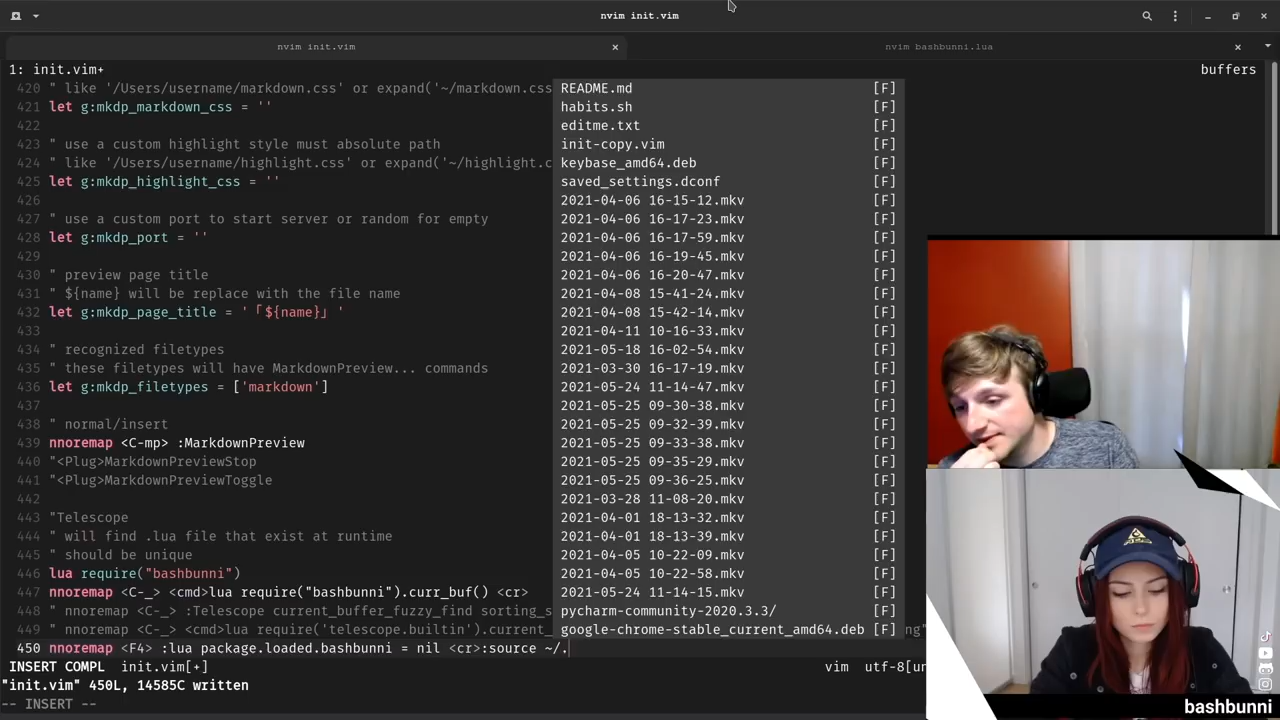 nvim init.vim
nvim init.vim
nvim bashbunni.lua
1: init.vim+
buffers
420 " like '/Users/username/markdown.css' or expand('~/markdown.css
421 let g:mkdp_markdown_css = ''
422
423 " use a custom highlight style must absolute path
424 " like '/Users/username/highlight.css' or expand('~/highlight.c
425 let g:mkdp_highlight_css = ''
426
427 " use a custom port to start server or random for empty
428 let g:mkdp_port = ''
429
430 " preview page title
431 " ${name} will be replace with the file name
432 let g:mkdp_page_title = '「${name}」'
433
434 " recognized filetypes
435 " these filetypes will have MarkdownPreview... commands
436 let g:mkdp_filetypes = ['markdown']
437
438 " normal/insert
439 nnoremap <C-mp> :MarkdownPreview
440 "<Plug>MarkdownPreviewStop
441 "<Plug>MarkdownPreviewToggle
442
443 "Telescope
444 " will find .lua file that exist at runtime
445 " should be unique
446 lua require("bashbunni")
447 nnoremap <C-_> <cmd>lua require("bashbunni").curr_buf() <cr>
448 " nnoremap <C-_> :Telescope current_buffer_fuzzy_find sorting_s
449 " nnoremap <C-_> <cmd>lua require('telescope.builtin').current_
450 nnoremap <F4> :lua package.loaded.bashbunni = nil <cr>:source ~/.
README.md [F]
habits.sh [F]
editme.txt [F]
init-copy.vim [F]
keybase_amd64.deb [F]
saved_settings.dconf [F]
2021-04-06 16-15-12.mkv [F]
2021-04-06 16-17-23.mkv [F]
2021-04-06 16-17-59.mkv [F]
2021-04-06 16-19-45.mkv [F]
2021-04-06 16-20-47.mkv [F]
2021-04-08 15-41-24.mkv [F]
2021-04-08 15-42-14.mkv [F]
2021-04-11 10-16-33.mkv [F]
2021-05-18 16-02-54.mkv [F]
2021-03-30 16-17-19.mkv [F]
2021-05-24 11-14-47.mkv [F]
2021-05-25 09-30-38.mkv [F]
2021-05-25 09-32-39.mkv [F]
2021-05-25 09-33-38.mkv [F]
2021-05-25 09-35-29.mkv [F]
2021-05-25 09-36-25.mkv [F]
2021-03-28 11-08-20.mkv [F]
2021-04-01 18-13-32.mkv [F]
2021-04-01 18-13-39.mkv [F]
2021-04-05 10-22-09.mkv [F]
2021-04-05 10-22-58.mkv [F]
2021-05-24 11-14-15.mkv [F]
pycharm-community-2020.3.3/ [F]
google-chrome-stable_current_amd64.deb [F]
INSERT COMPL init.vim[+]
vim utf-8[un
"init.vim" 450L, 14585C written
-- INSERT --
bashbunni